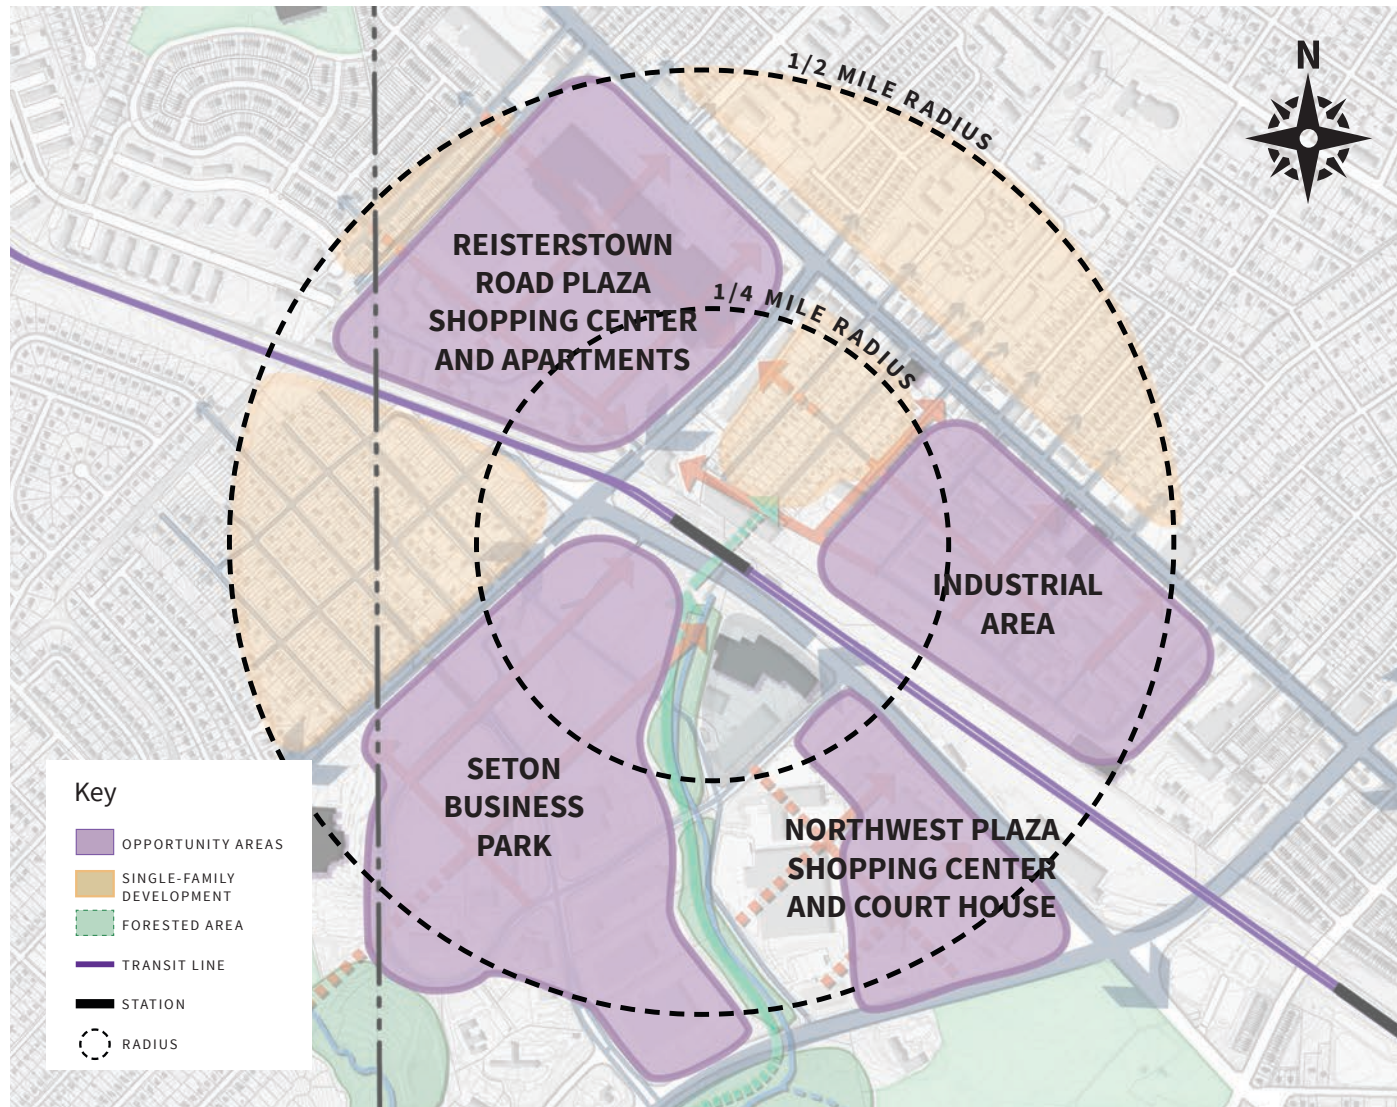 N
1/2 MILE RADIUS
REISTERSTOWN
ROAD PLAZA
SHOPPING CENTER
AND APARTMENTS
1/4 MILE RADIUS
INDUSTRIAL
AREA
SETON
BUSINESS
PARK
NORTHWEST PLAZA
SHOPPING CENTER
AND COURT HOUSE
Key
OPPORTUNITY AREAS
SINGLE-FAMILY
DEVELOPMENT
FORESTED AREA
TRANSIT LINE
STATION
RADIUS